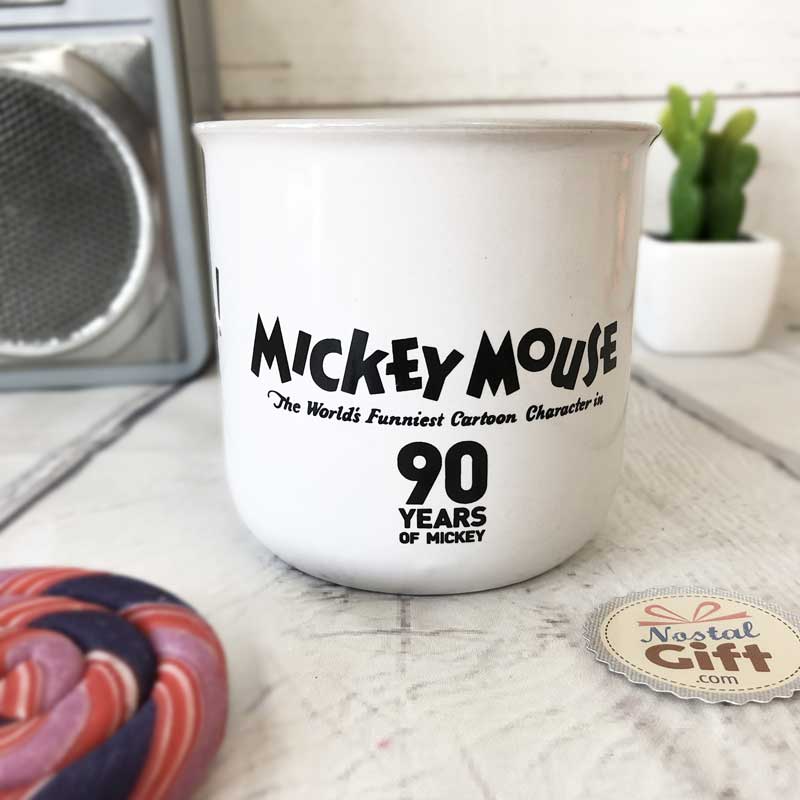 !
MICKEY MOUSE
The World's Funniest Cartoon Character in
90
YEARS
OF MICKEY
Nostal
Gift
.com